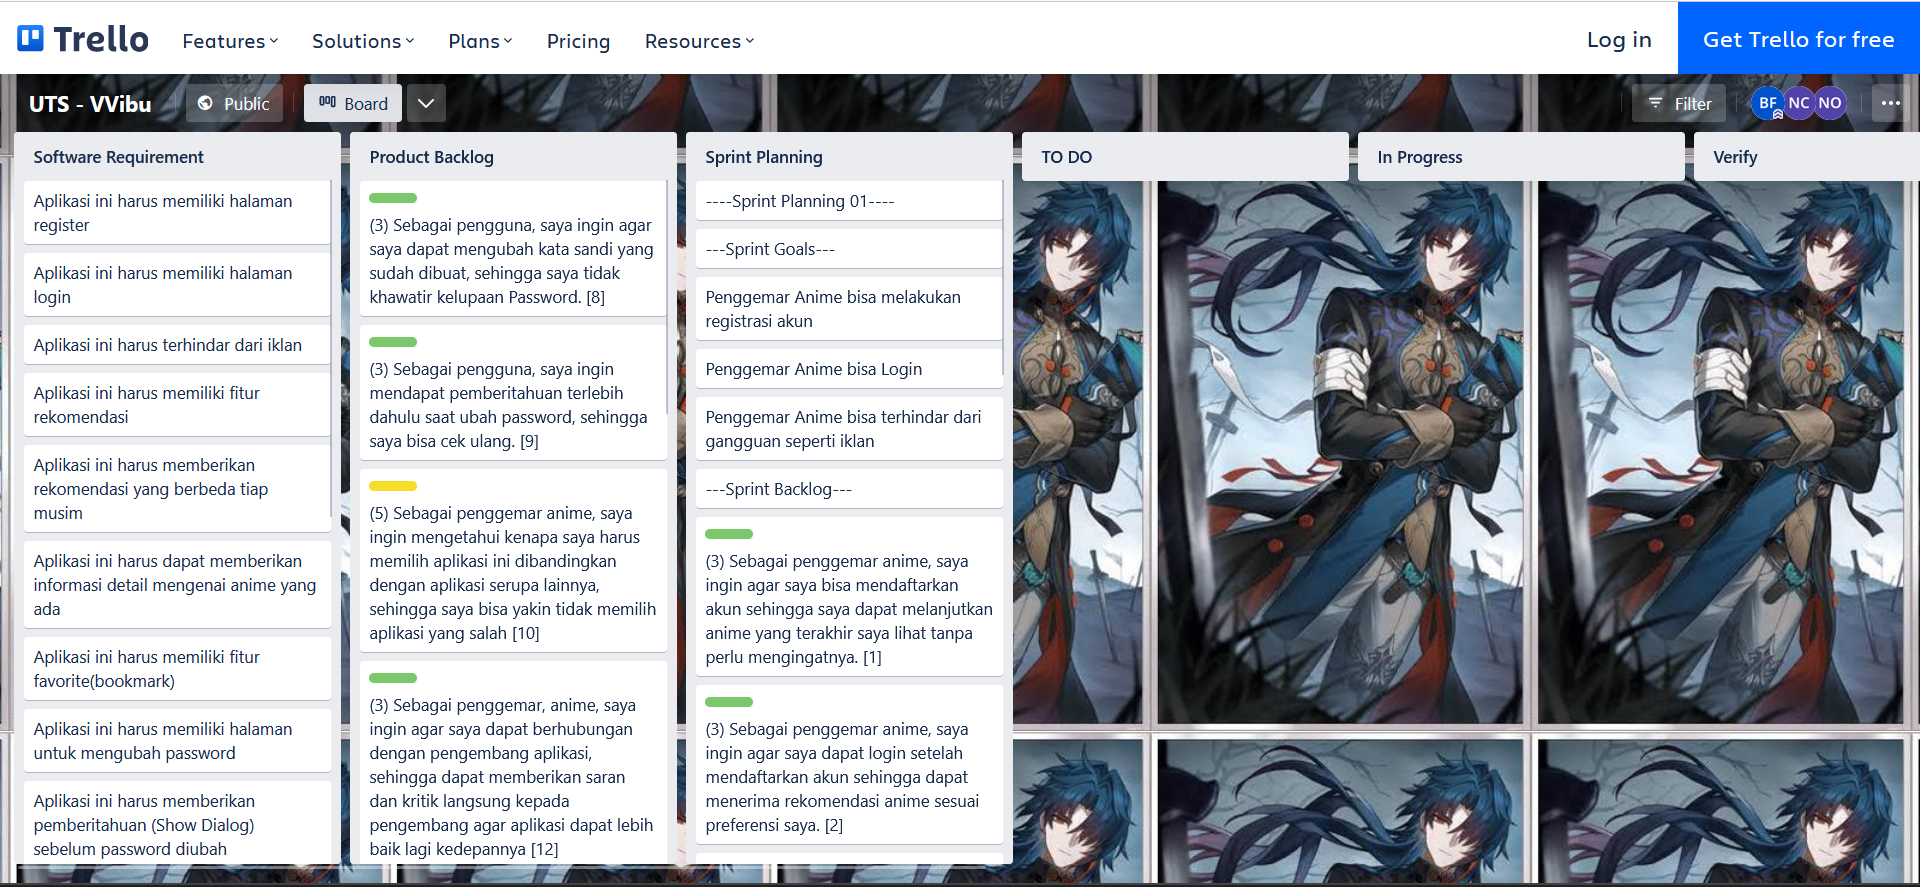 Trello
Features
Solutions
Plans
Pricing
Resources
Log in
Get Trello for free
UTS - VVibu
Public
Board
Filter
BF
NC
NO
Software Requirement
Aplikasi ini harus memiliki halaman
register
Aplikasi ini harus memiliki halaman
login
Aplikasi ini harus terhindar dari iklan
Aplikasi ini harus memiliki fitur
rekomendasi
Aplikasi ini harus memberikan
rekomendasi yang berbeda tiap
musim
Aplikasi ini harus dapat memberikan
informasi detail mengenai anime yang
ada
Aplikasi ini harus memiliki fitur
favorite(bookmark)
Aplikasi ini harus memiliki halaman
untuk mengubah password
Aplikasi ini harus memberikan
pemberitahuan (Show Dialog)
sebelum password diubah
Product Backlog
(3) Sebagai pengguna, saya ingin agar
saya dapat mengubah kata sandi yang
sudah dibuat, sehingga saya tidak
khawatir kelupaan Password. [8]
(3) Sebagai pengguna, saya ingin
mendapat pemberitahuan terlebih
dahulu saat ubah password, sehingga
saya bisa cek ulang. [9]
(5) Sebagai penggemar anime, saya
ingin mengetahui kenapa saya harus
memilih aplikasi ini dibandingkan
dengan aplikasi serupa lainnya,
sehingga saya bisa yakin tidak memilih
aplikasi yang salah [10]
(3) Sebagai penggemar, anime, saya
ingin agar saya dapat berhubungan
dengan pengembang aplikasi,
sehingga dapat memberikan saran
dan kritik langsung kepada
pengembang agar aplikasi dapat lebih
baik lagi kedepannya [12]
Sprint Planning
----Sprint Planning 01----
---Sprint Goals---
Penggemar Anime bisa melakukan
registrasi akun
Penggemar Anime bisa Login
Penggemar Anime bisa terhindar dari
gangguan seperti iklan
---Sprint Backlog---
(3) Sebagai penggemar anime, saya
ingin agar saya bisa mendaftarkan
akun sehingga saya dapat melanjutkan
anime yang terakhir saya lihat tanpa
perlu mengingatnya. [1]
(3) Sebagai penggemar anime, saya
ingin agar saya dapat login setelah
mendaftarkan akun sehingga dapat
menerima rekomendasi anime sesuai
preferensi saya. [2]
TO DO
In Progress
Verify